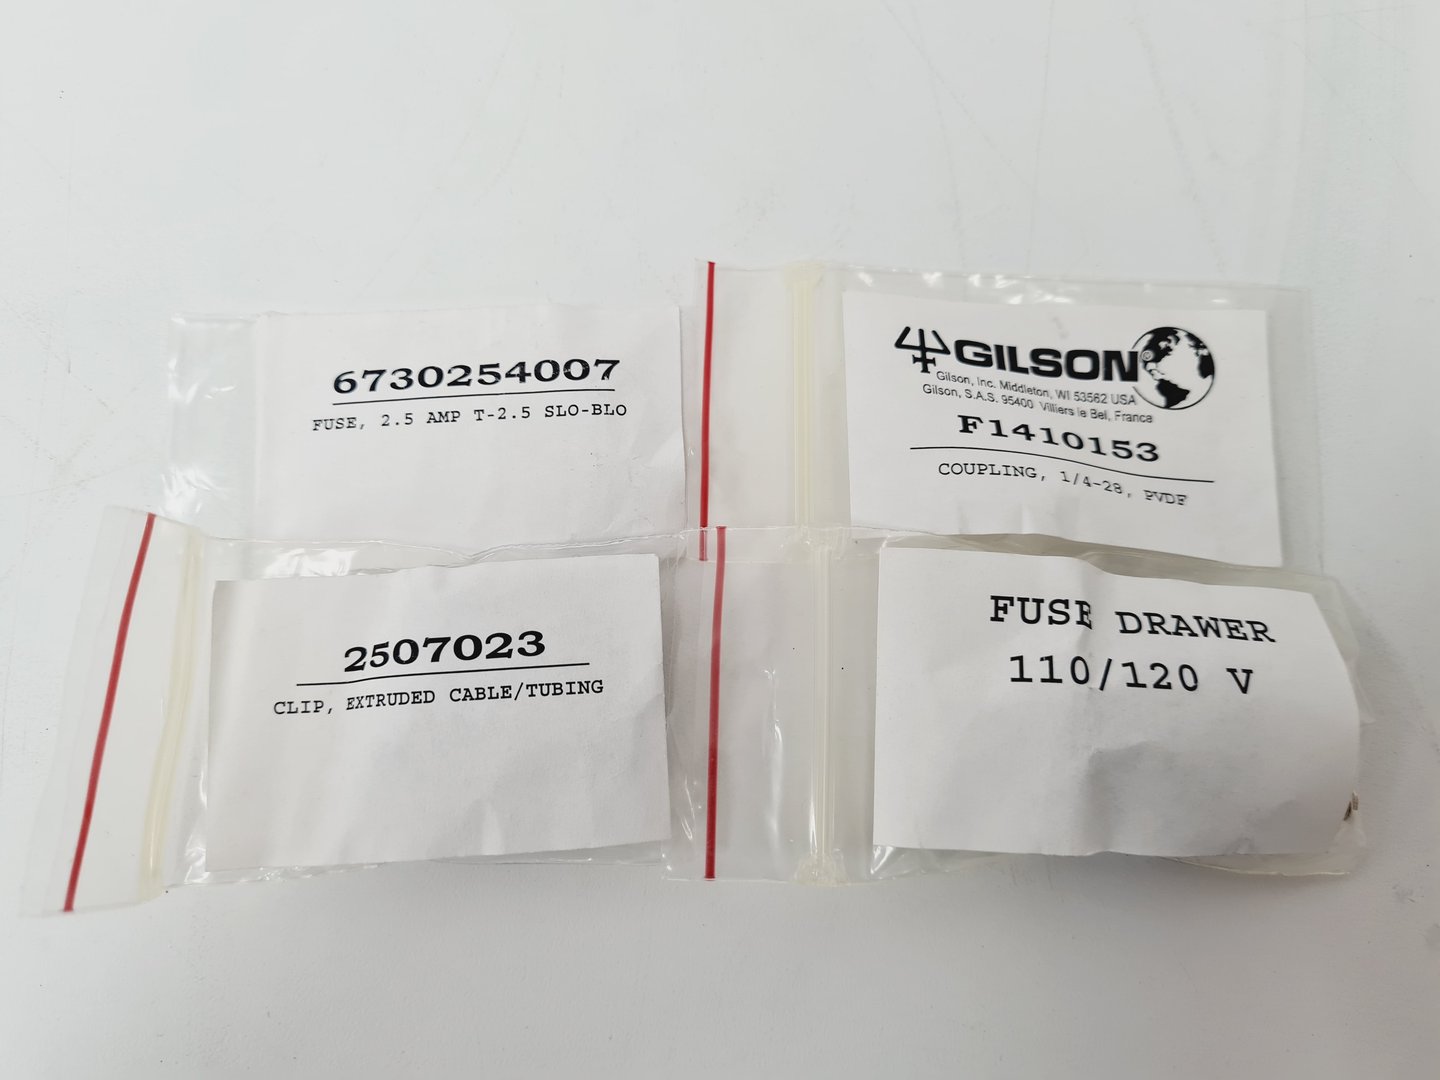 6730254007
FUSE, 2.5 AMP T-2.5 SLO-BLO
GILSON
Gilson, Inc. Middleton, WI 53562 USA
Gilson, S.A.S. 95400 Villiers le Bel, France
F1410153
COUPLING, 1/4-28, PVDF
2507023
CLIP, EXTRUDED CABLE/TUBING
FUSE DRAWER
110/120 V